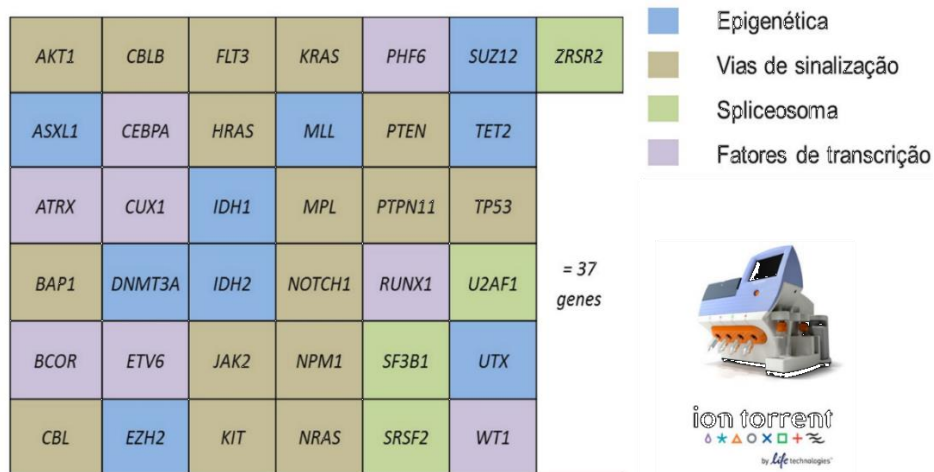 AKT1 CBLB FLT3 KRAS PHF6 SUZ12 ZRSR2
ASXL1 CEBPA HRAS MLL PTEN TET2
ATRX CUX1 IDH1 MPL PTPN11 TP53
BAP1 DNMT3A IDH2 NOTCH1 RUNX1 U2AF1
BCOR ETV6 JAK2 NPM1 SF3B1 UTX
CBL EZH2 KIT NRAS SRSF2 WT1
= 37
genes
Epigenética
Vias de sinalização
Spliceosoma
Fatores de transcrição
ion torrent
by life technologies™